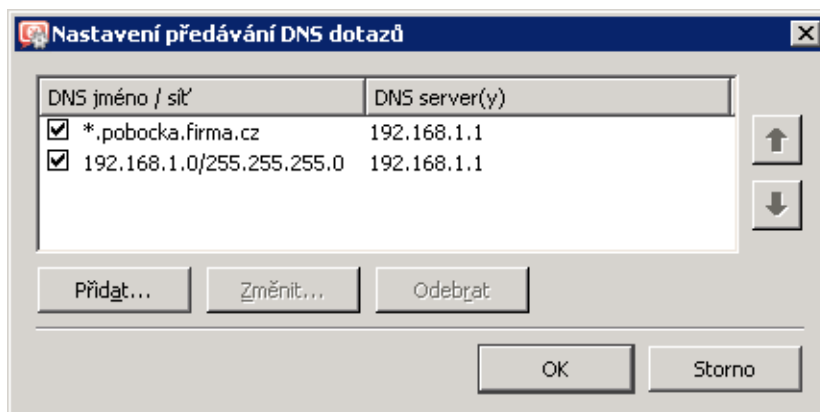 Nastavení předávání DNS dotazů
DNS jméno / síť DNS server(y)
*.pobocka.firma.cz 192.168.1.1
192.168.1.0/255.255.255.0 192.168.1.1
Přidat... Změnit... Odebrat
OK Storno